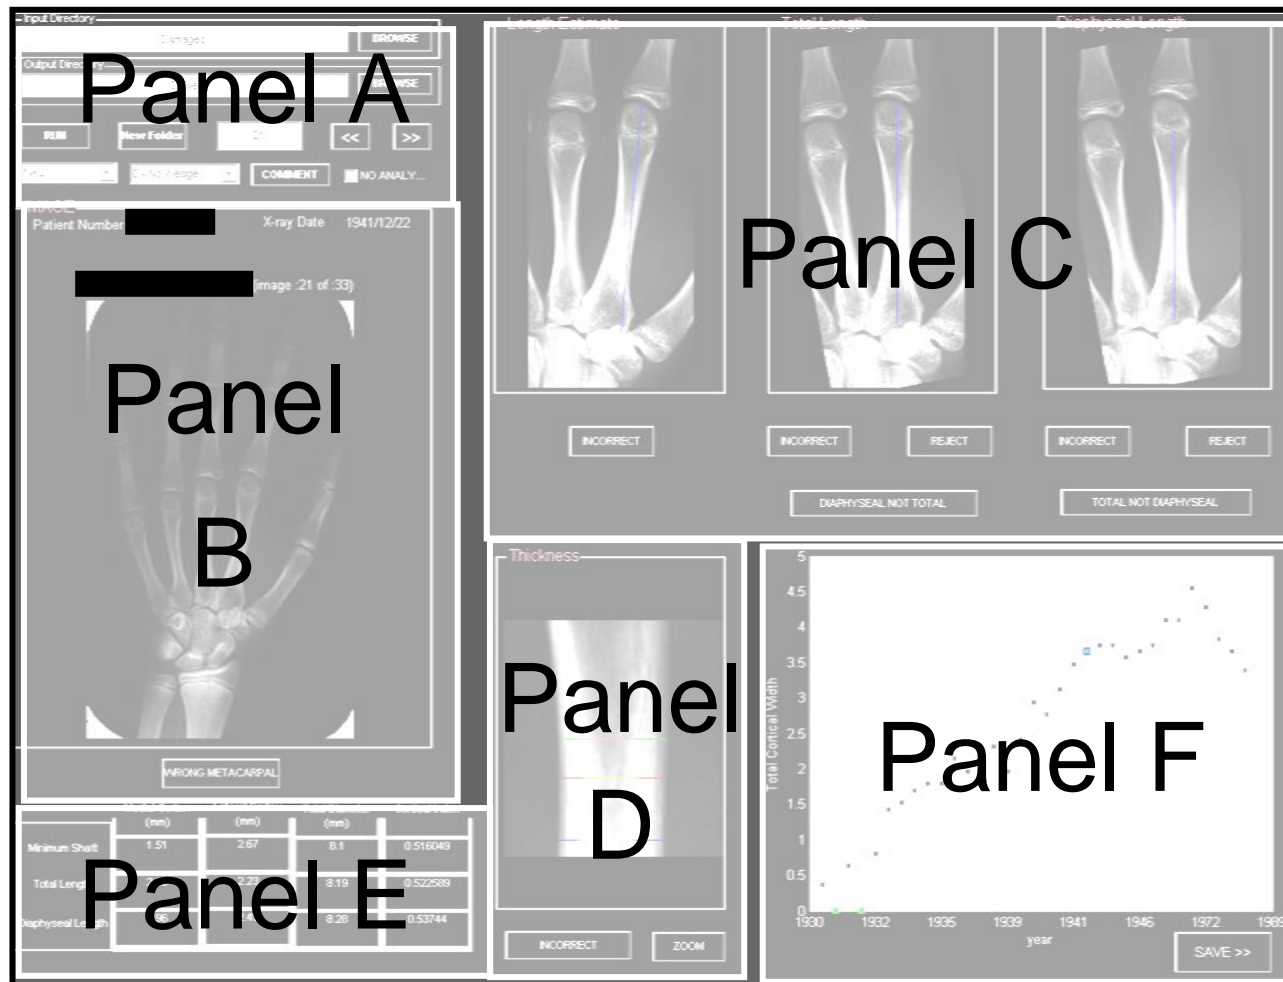 Input Directory
BROWSE
Panel A
Output Directory
BROWSE
RUN New Folder 21 << >>
COMMENT NO ANALY...
IMAGE
Patient Number X-ray Date 1941/12/22
(image :21 of :33)
Panel
B
WRONG METACARPAL
Length Estimate Total Length Diaphyseal Length
Panel C
INCORRECT INCORRECT REJECT INCORRECT REJECT
DIAPHYSEAL NOT TOTAL TOTAL NOT DIAPHYSEAL
Thickness
Panel
D
INCORRECT ZOOM
(mm) (mm) (mm)
Minimum Shaft 1.51 2.67 8.1 0.516049
Total Length 2.23 8.19 0.522589
Panel E
Diaphyseal Length 8.28 0.53744
5
4.5
4
3.5
3
2.5
2
1.5
1
0.5
0
Total Cortical Width
Panel F
1930 1932 1935 1939 1941 1946 1972 1989
year
SAVE >>